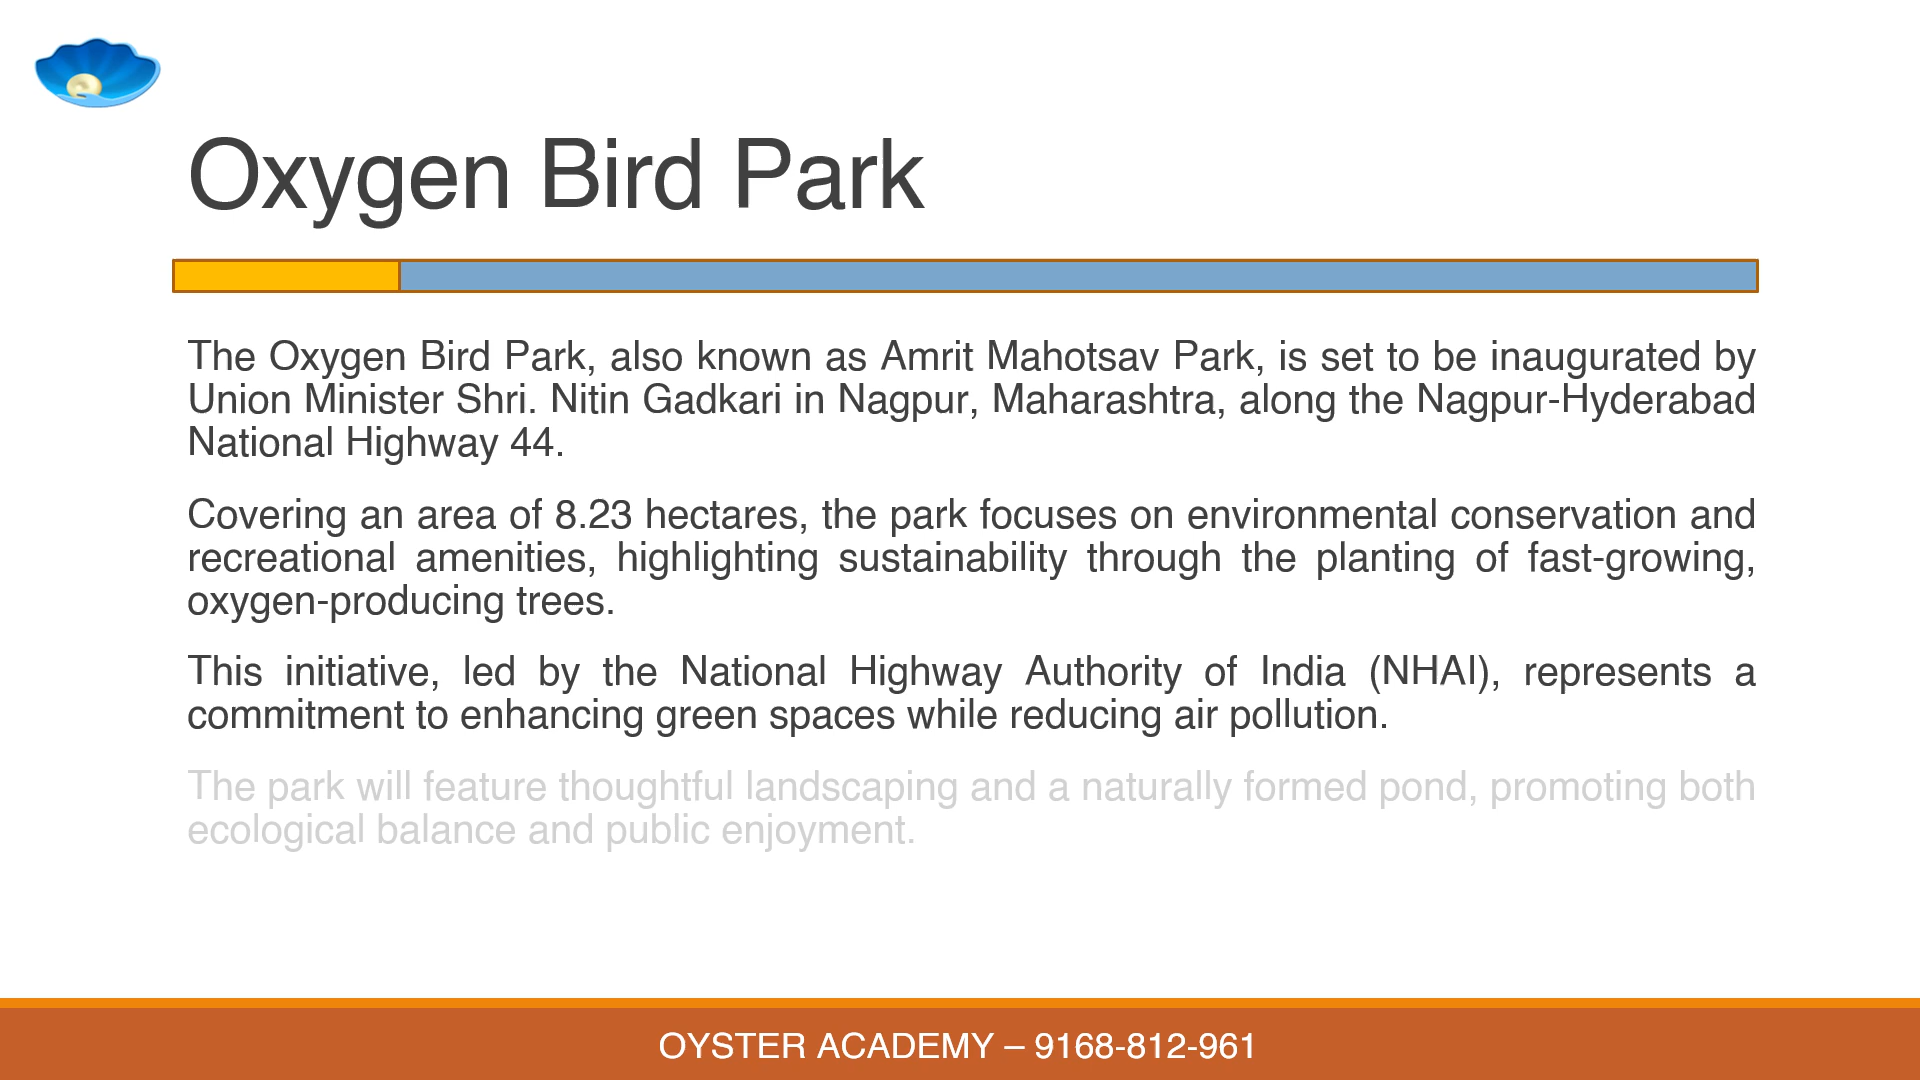 Oxygen Bird Park
The Oxygen Bird Park, also known as Amrit Mahotsav Park, is set to be inaugurated by
Union Minister Shri. Nitin Gadkari in Nagpur, Maharashtra, along the Nagpur-Hyderabad
National Highway 44.
Covering an area of 8.23 hectares, the park focuses on environmental conservation and
recreational amenities, highlighting sustainability through the planting of fast-growing,
oxygen-producing trees.
This initiative, led by the National Highway Authority of India (NHAI), represents a
commitment to enhancing green spaces while reducing air pollution.
The park will feature thoughtful landscaping and a naturally formed pond, promoting both
ecological balance and public enjoyment.
OYSTER ACADEMY – 9168-812-961